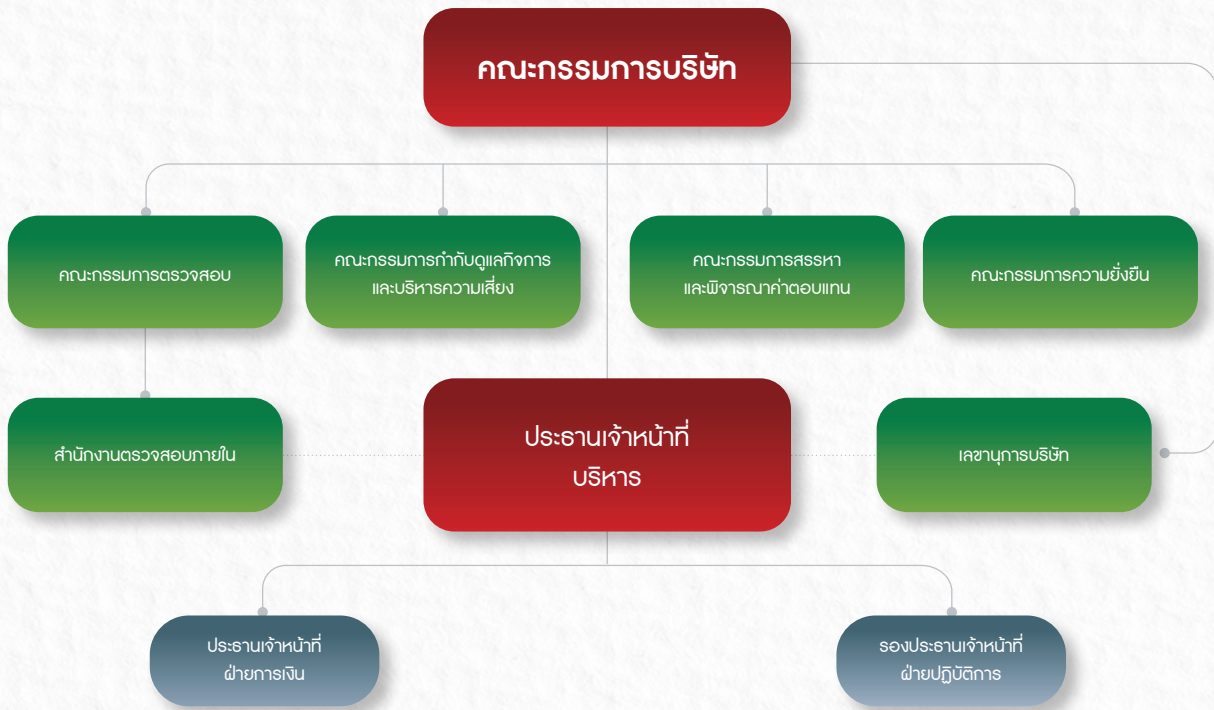 คณะกรรมการบริษัท
คณะกรรมการตรวจสอบ
คณะกรรมการกำกับดูแลกิจการ
และบริหารความเสี่ยง
คณะกรรมการสรรหา
และพิจารณาค่าตอบแทน
คณะกรรมการความยั่งยืน
สำนักงานตรวจสอบภายใน
ประธานเจ้าหน้าที่
บริหาร
เลขานุการบริษัท
ประธานเจ้าหน้าที่
ฝ่ายการเงิน
รองประธานเจ้าหน้าที่
ฝ่ายปฏิบัติการ